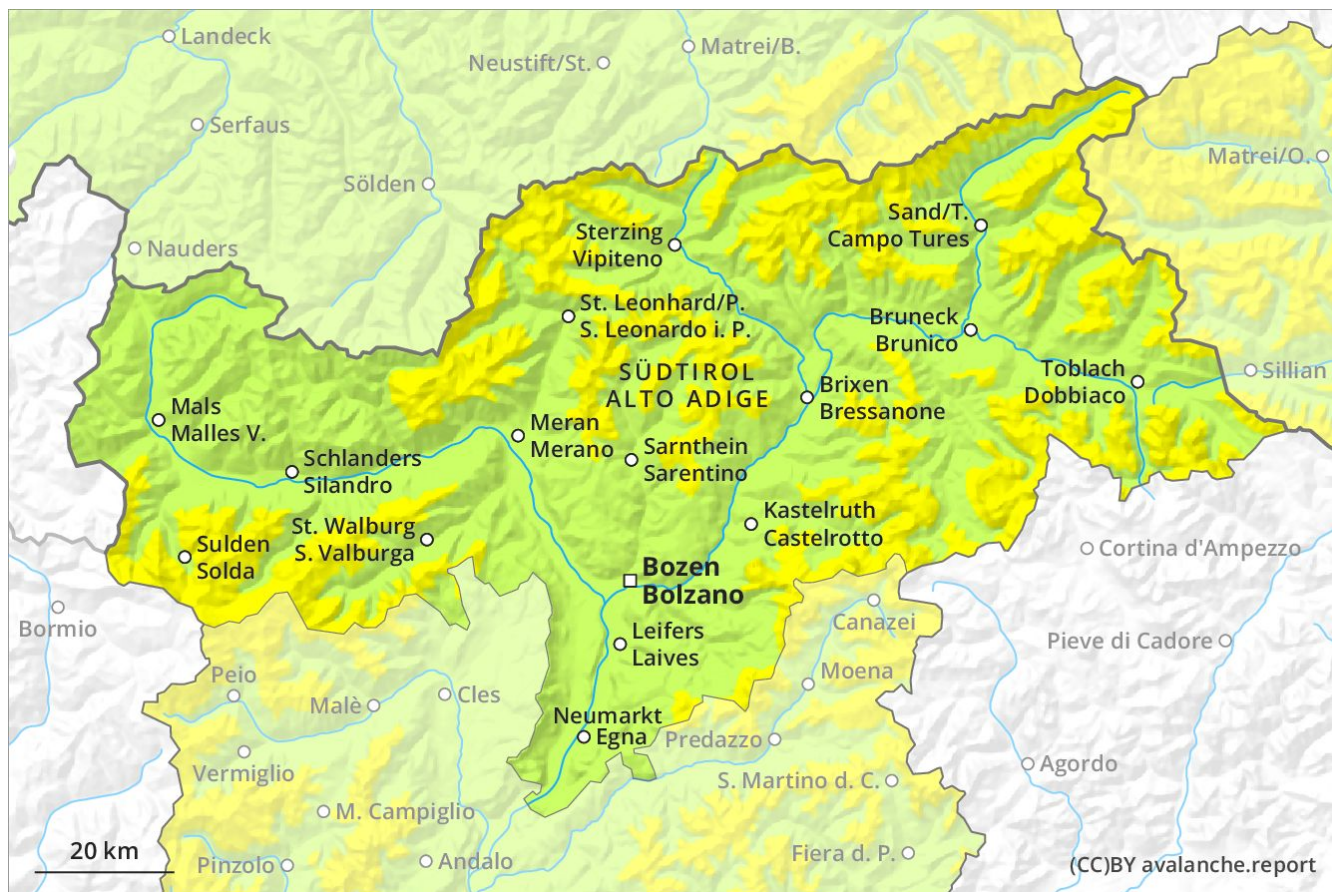 Landeck
Matrei/B.
Neustift/St.
Serfaus
Matrei/O.
Sölden
Sand/T.
Campo Tures
Sterzing
Vipiteno
Nauders
St. Leonhard/P.
S. Leonardo i. P.
Bruneck
Brunico
SÜDTIROL
ALTO ADIGE
Toblach
Dobbiaco
Sillian
Brixen
Bressanone
Mals
Malles V.
Meran
Merano
Sarnthein
Sarentino
Schlanders
Silandro
Kastelruth
Castelrotto
St. Walburg
S. Valburga
Sulden
Solda
Cortina d'Ampezzo
Bozen
Bolzano
Bormio
Canazei
Leifers
Laives
Pieve di Cadore
Peio
Moena
Malè
Cles
Neumarkt
Egna
Predazzo
Vermiglio
Agordo
S. Martino d. C.
M. Campiglio
20 km
Pinzolo
Andalo
Fiera d. P.
(CC)BY avalanche.report